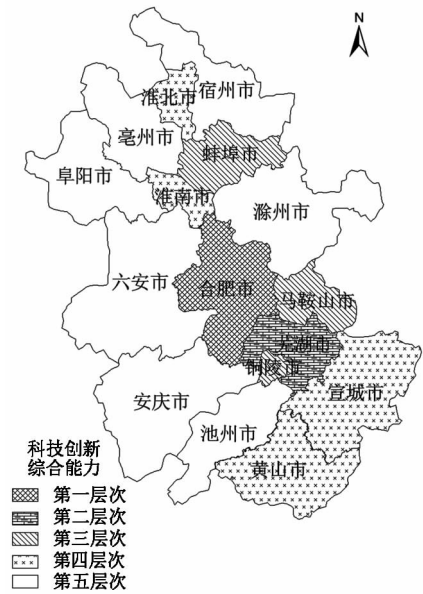 N
宿州市
淮北市
亳州市
蚌埠市
阜阳市
淮南市
滁州市
六安市
合肥市
马鞍山市
芜湖市
铜陵市
宣城市
安庆市
池州市
黄山市
科技创新
综合能力
第一层次
第二层次
第三层次
第四层次
第五层次